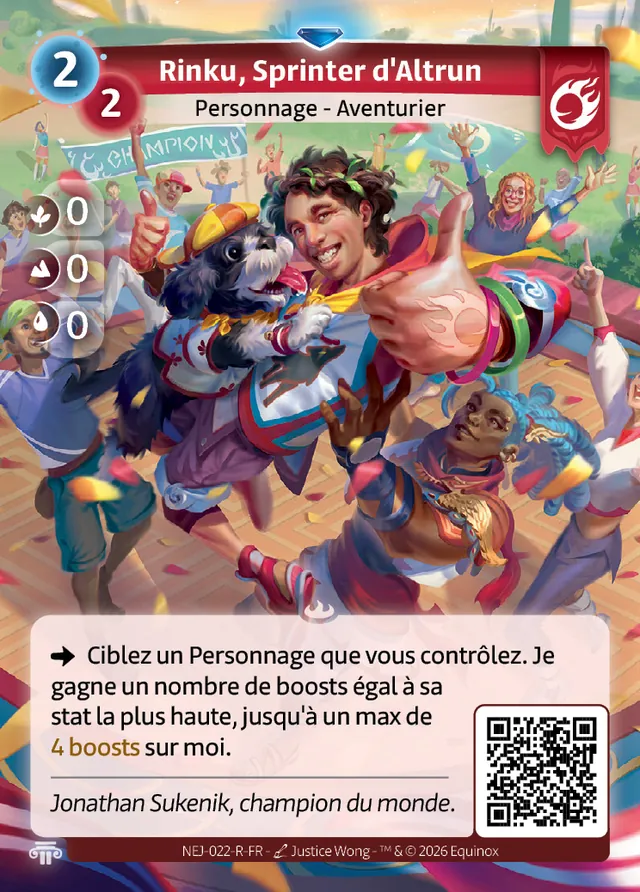 2
Rinku, Sprinter d'Altrun
2
Personnage - Aventurier
CHAMPION
0
0
0
Ciblez un Personnage que vous contrôlez. Je
gagne un nombre de boosts égal à sa
stat la plus haute, jusqu'à un max de
4 boosts sur moi.
Jonathan Sukenik, champion du monde.
NEJ-022-R-FR - Justice Wong - ™ & © 2026 Equinox